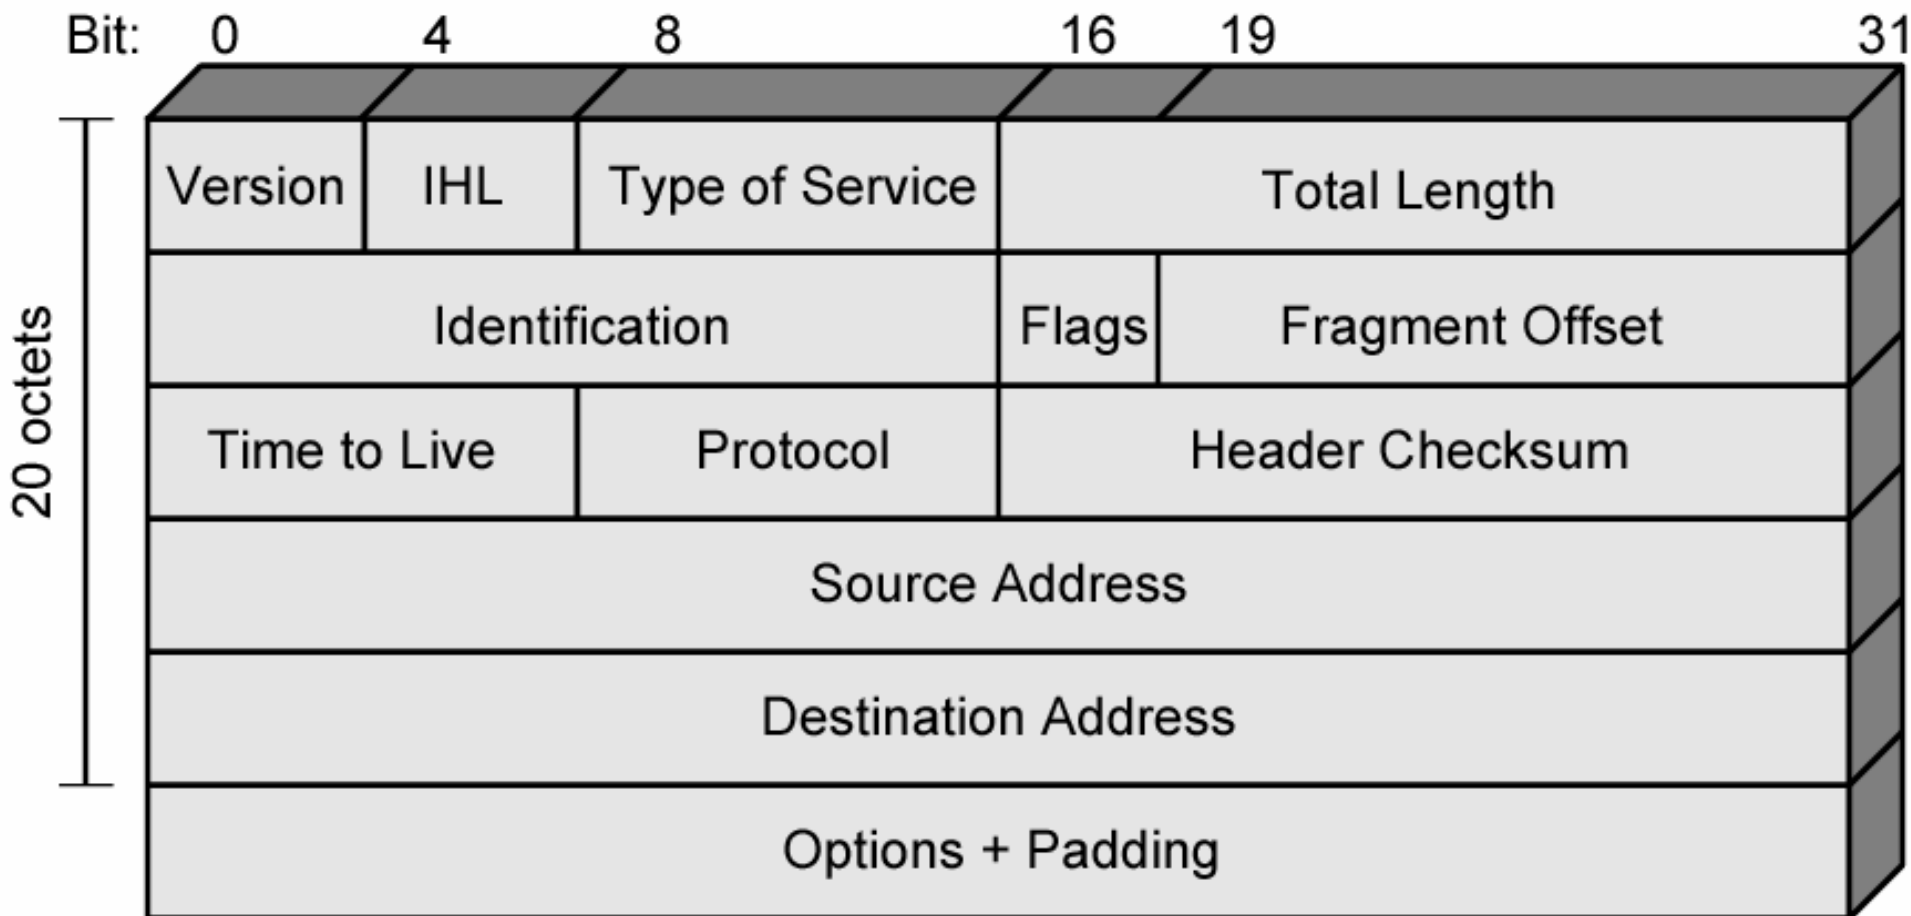 Bit: 0 4 8 16 19 31
Version IHL Type of Service Total Length
Identification Flags Fragment Offset
Time to Live Protocol Header Checksum
Source Address
Destination Address
Options + Padding
20 octets